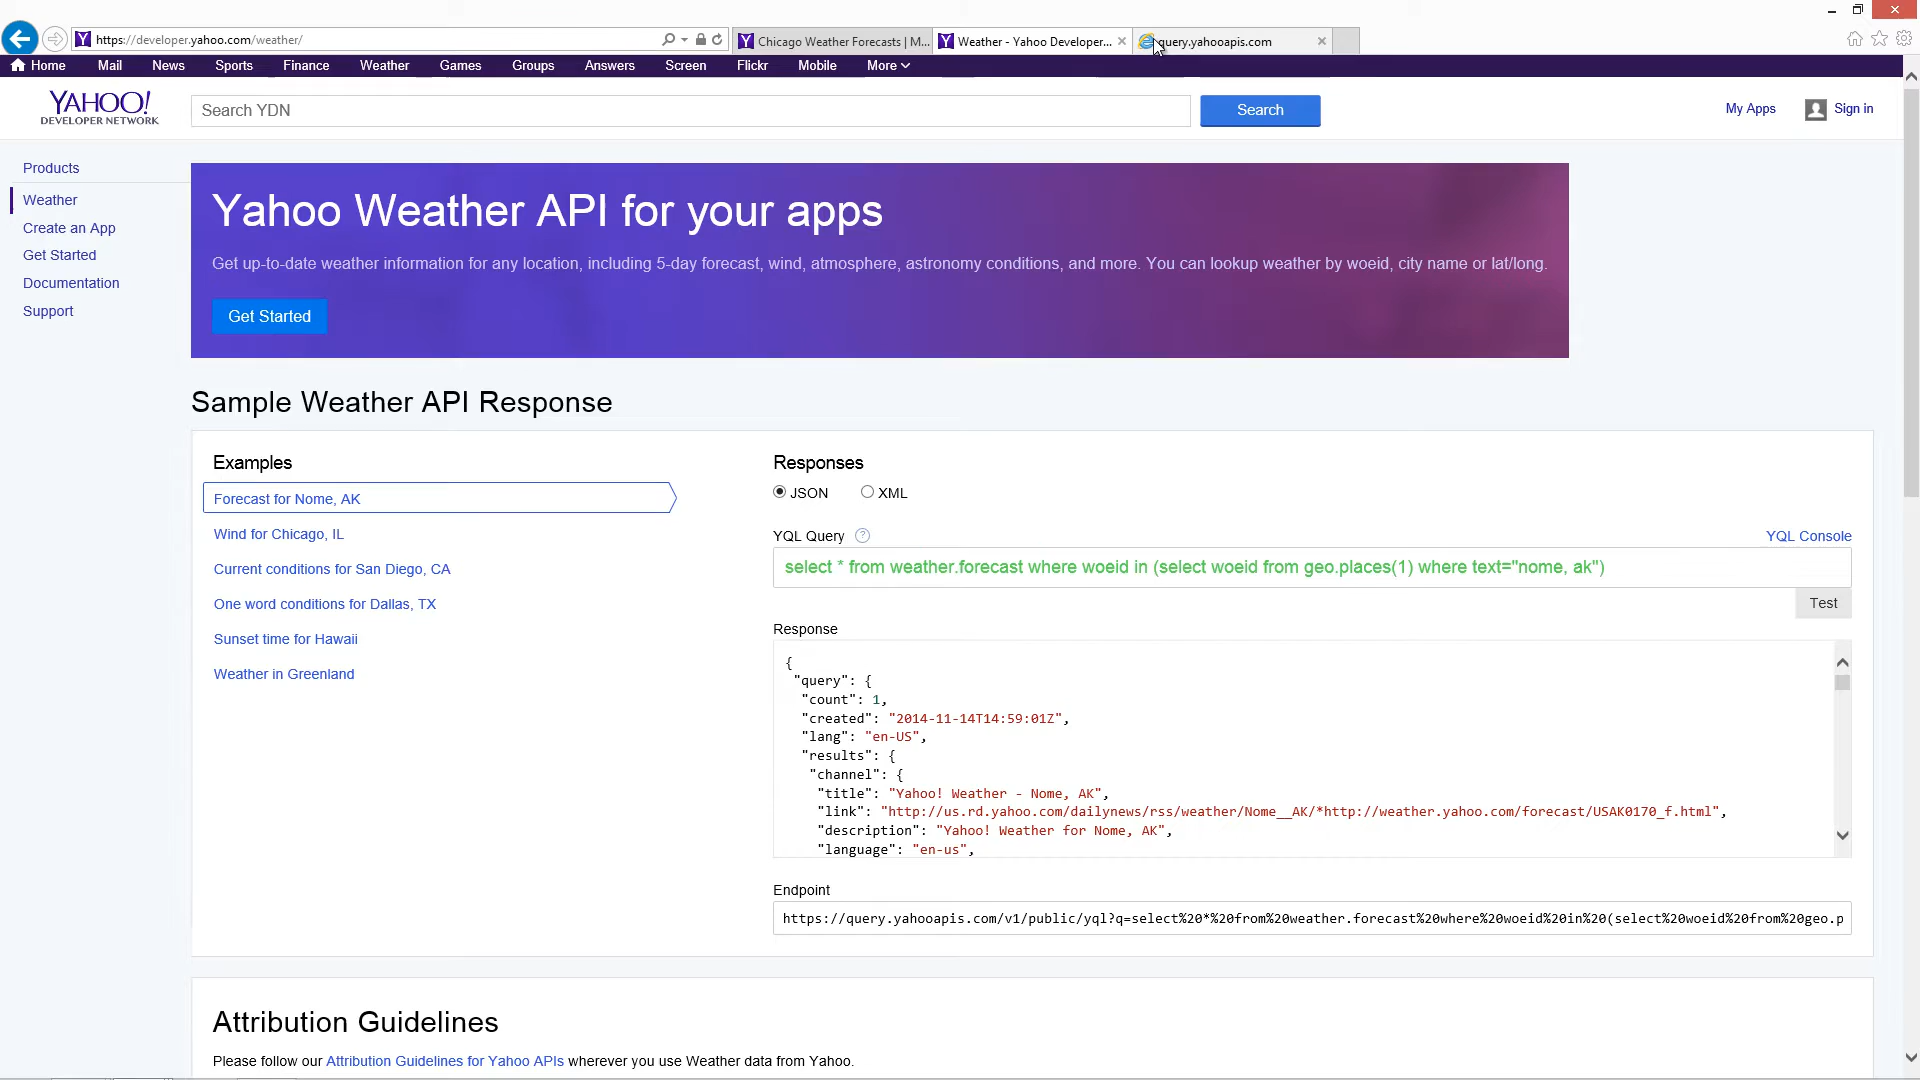 https://developer.yahoo.com/weather/
Chicago Weather Forecasts | M...
Weather - Yahoo Developer...
query.yahooapis.com
Home
Mail
News
Sports
Finance
Weather
Games
Groups
Answers
Screen
Flickr
Mobile
More
YAHOO!
DEVELOPER NETWORK
Search YDN
Search
My Apps
Sign in
Products
Weather
Create an App
Get Started
Documentation
Support
Yahoo Weather API for your apps
Get up-to-date weather information for any location, including 5-day forecast, wind, atmosphere, astronomy conditions, and more. You can lookup weather by woeid, city name or lat/long.
Get Started
Sample Weather API Response
Examples
Forecast for Nome, AK
Wind for Chicago, IL
Current conditions for San Diego, CA
One word conditions for Dallas, TX
Sunset time for Hawaii
Weather in Greenland
Responses
JSON
XML
YQL Query ?
YQL Console
select * from weather.forecast where woeid in (select woeid from geo.places(1) where text="nome, ak")
Test
Response
{
"query": {
"count": 1,
"created": "2014-11-14T14:59:01Z",
"lang": "en-US",
"results": {
"channel": {
"title": "Yahoo! Weather - Nome, AK",
"link": "http://us.rd.yahoo.com/dailynews/rss/weather/Nome__AK/*http://weather.yahoo.com/forecast/USAK0170_f.html",
"description": "Yahoo! Weather for Nome, AK",
"language": "en-us",
Endpoint
https://query.yahooapis.com/v1/public/yql?q=select%20*%20from%20weather.forecast%20where%20woeid%20in%20(select%20woeid%20from%20geo.p
Attribution Guidelines
Please follow our Attribution Guidelines for Yahoo APIs wherever you use Weather data from Yahoo.